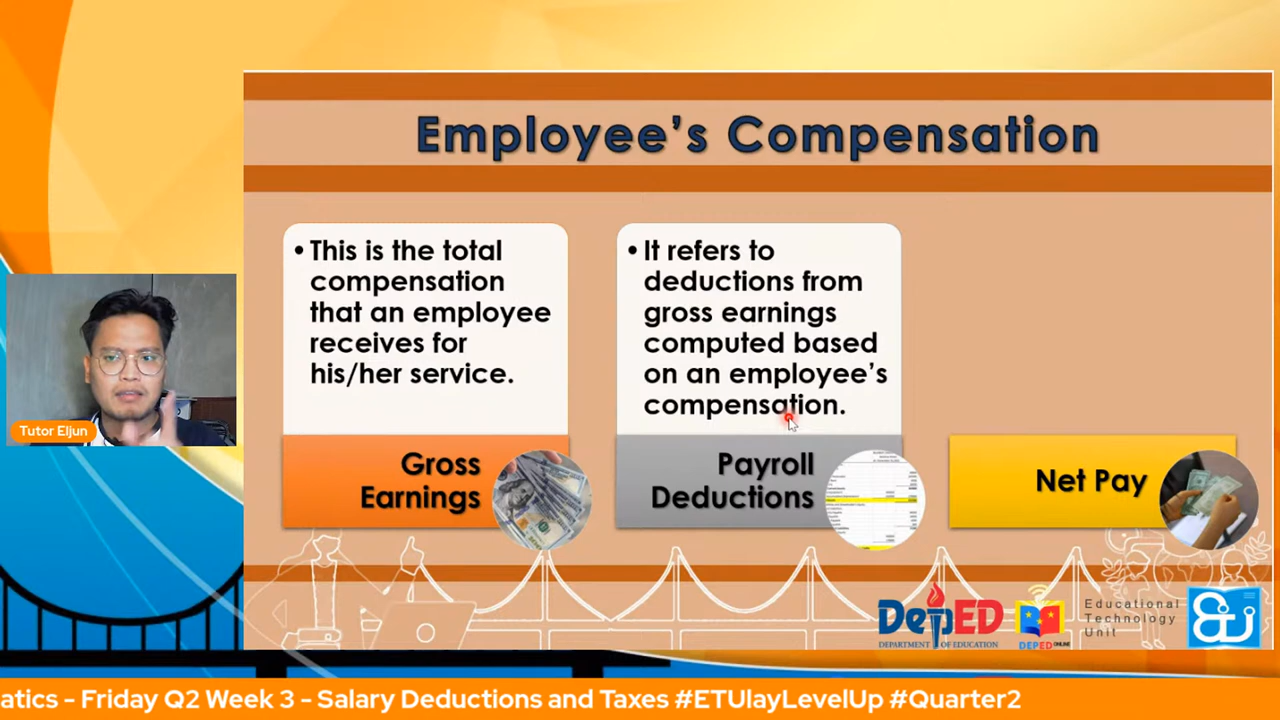 Employee's Compensation
• This is the total
compensation
that an employee
receives for
his/her service.
Gross
Earnings
• It refers to
deductions from
gross earnings
computed based
on an employee's
compensation.
Payroll
Deductions
Net Pay
Tutor Eljun
DepED
DEPARTMENT OF EDUCATION
DEPED ONLINE
Educational
Technology
Unit
atics - Friday Q2 Week 3 - Salary Deductions and Taxes #ETUlayLevelUp #Quarter2